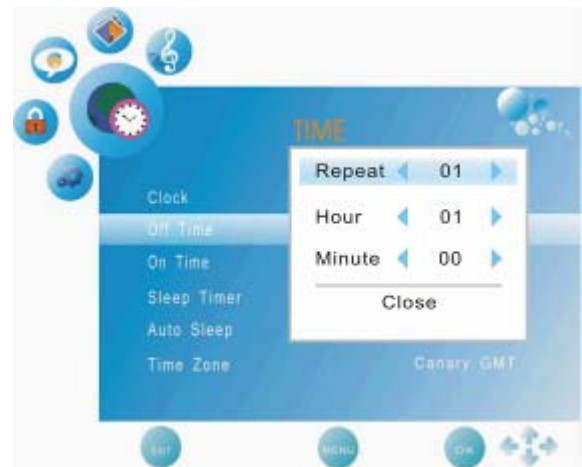 TIME
Repeat 01
Hour 01
Minute 00
Close
Clock
Off Time
On Time
Sleep Timer
Auto Sleep
Time Zone Canary GMT
EXIT MENU OK